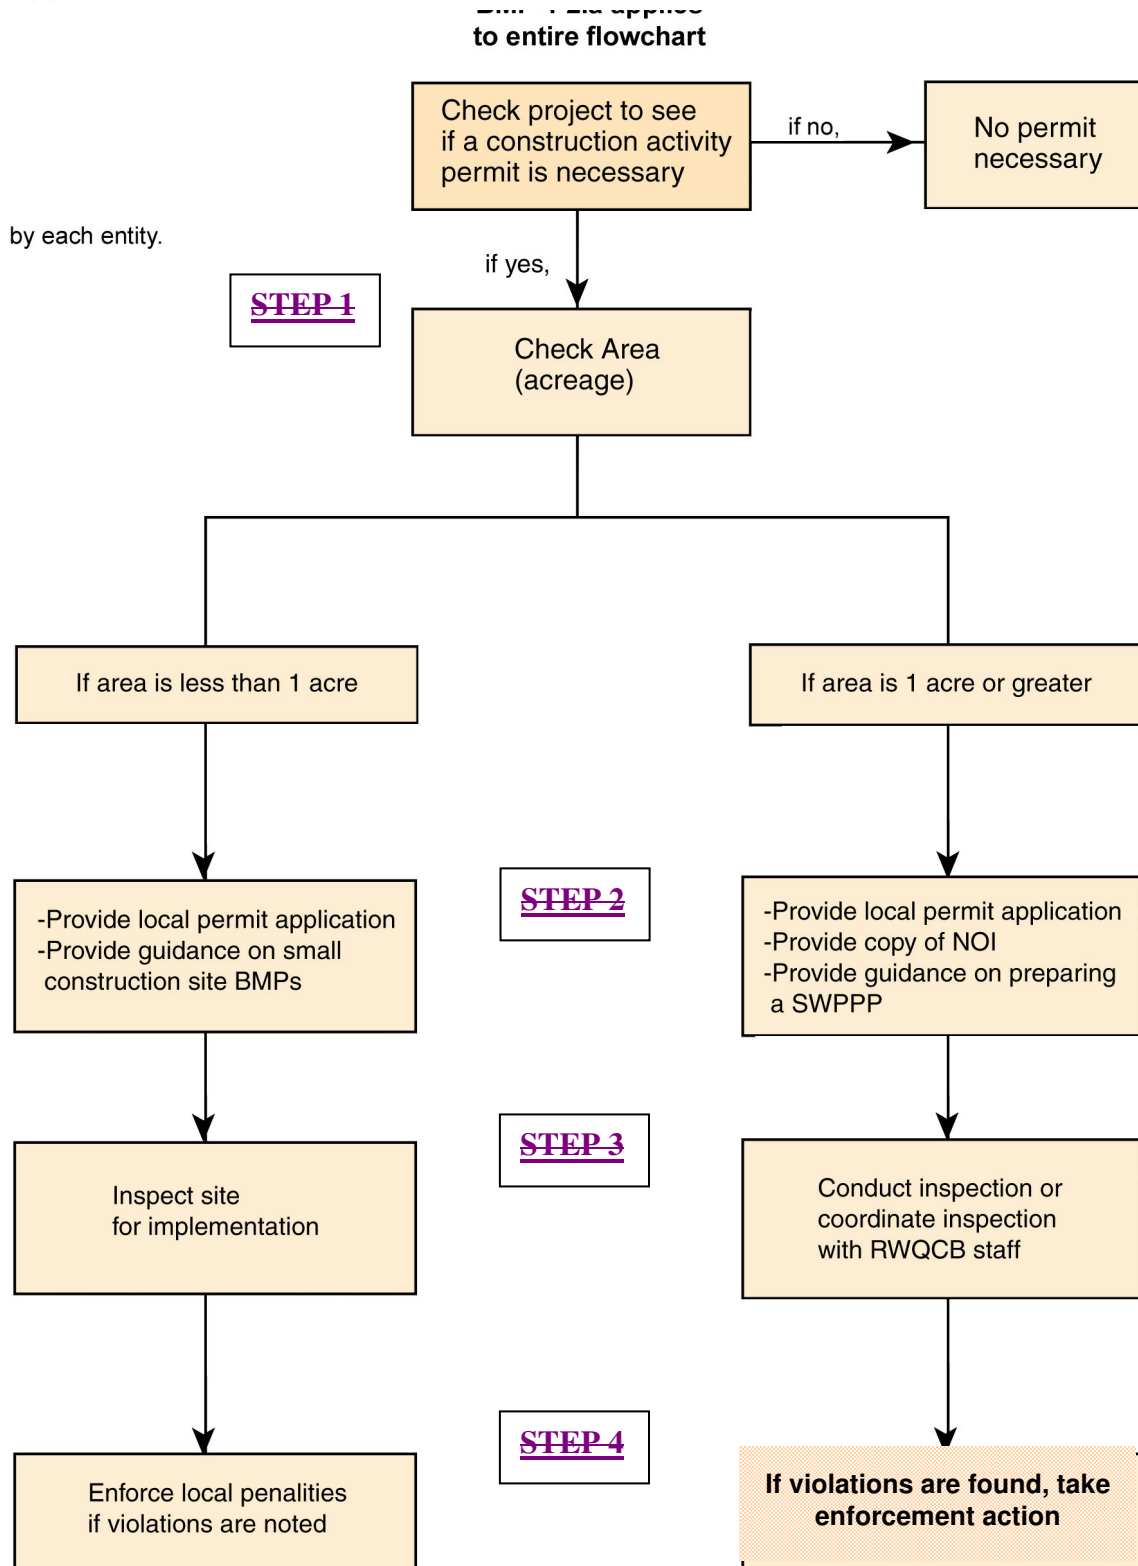 to entire flowchart
Check project to see
if a construction activity
permit is necessary
if no,
No permit
necessary
by each entity.
if yes,
STEP 1
Check Area
(acreage)
If area is less than 1 acre
If area is 1 acre or greater
-Provide local permit application
-Provide guidance on small
construction site BMPs
STEP 2
-Provide local permit application
-Provide copy of NOI
-Provide guidance on preparing
a SWPPP
STEP 3
Inspect site
for implementation
Conduct inspection or
coordinate inspection
with RWQCB staff
STEP 4
Enforce local penalities
if violations are noted
If violations are found, take
enforcement action